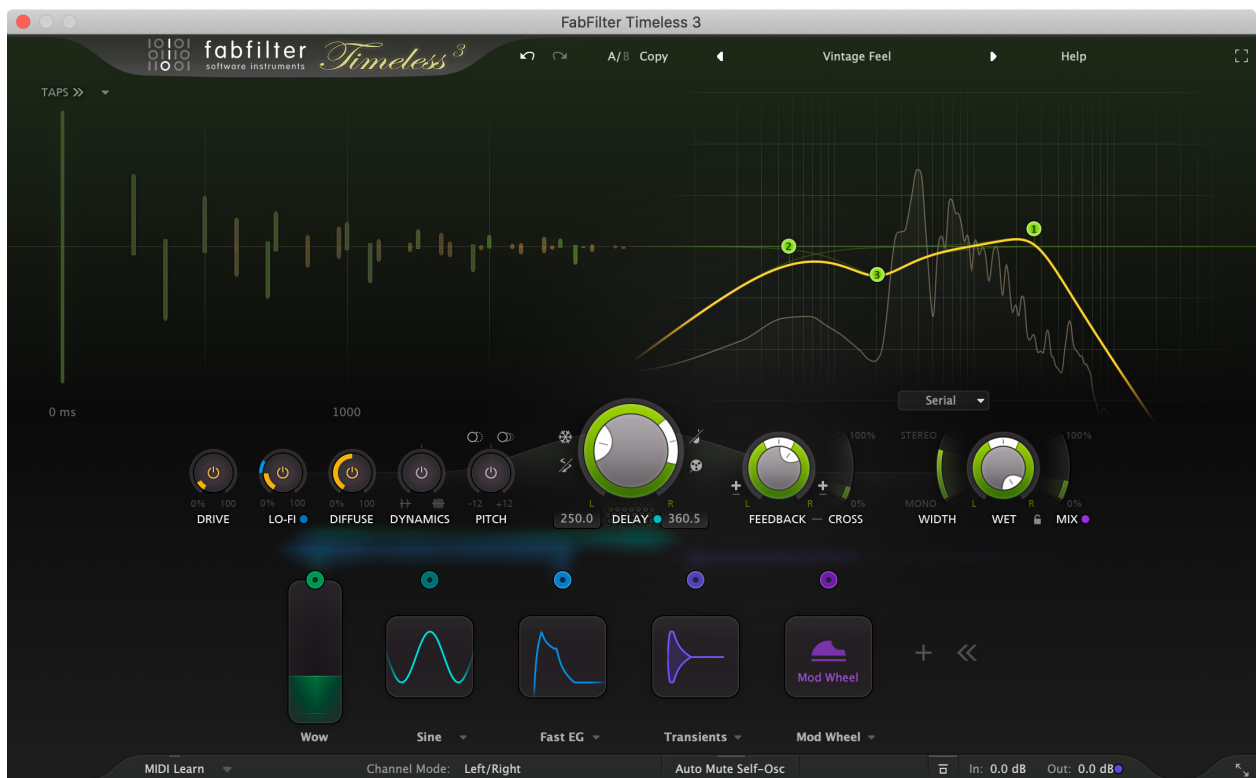 FabFilter Timeless 3
fabfilter
software instruments
Timeless 3
A/B Copy
Vintage Feel
Help
TAPS
2
1
3
0 ms
1000
Serial
0% 100
DRIVE
0% 100
LO-FI
0% 100
DIFFUSE
DYNAMICS
-12 +12
PITCH
L R
250.0 DELAY 360.5
L R
FEEDBACK
100%
0%
CROSS
STEREO
MONO
WIDTH
L R
WET
100%
0%
MIX
Mod Wheel
Wow
Sine
Fast EG
Transients
Mod Wheel
MIDI Learn
Channel Mode: Left/Right
Auto Mute Self-Osc
In: 0.0 dB
Out: 0.0 dB